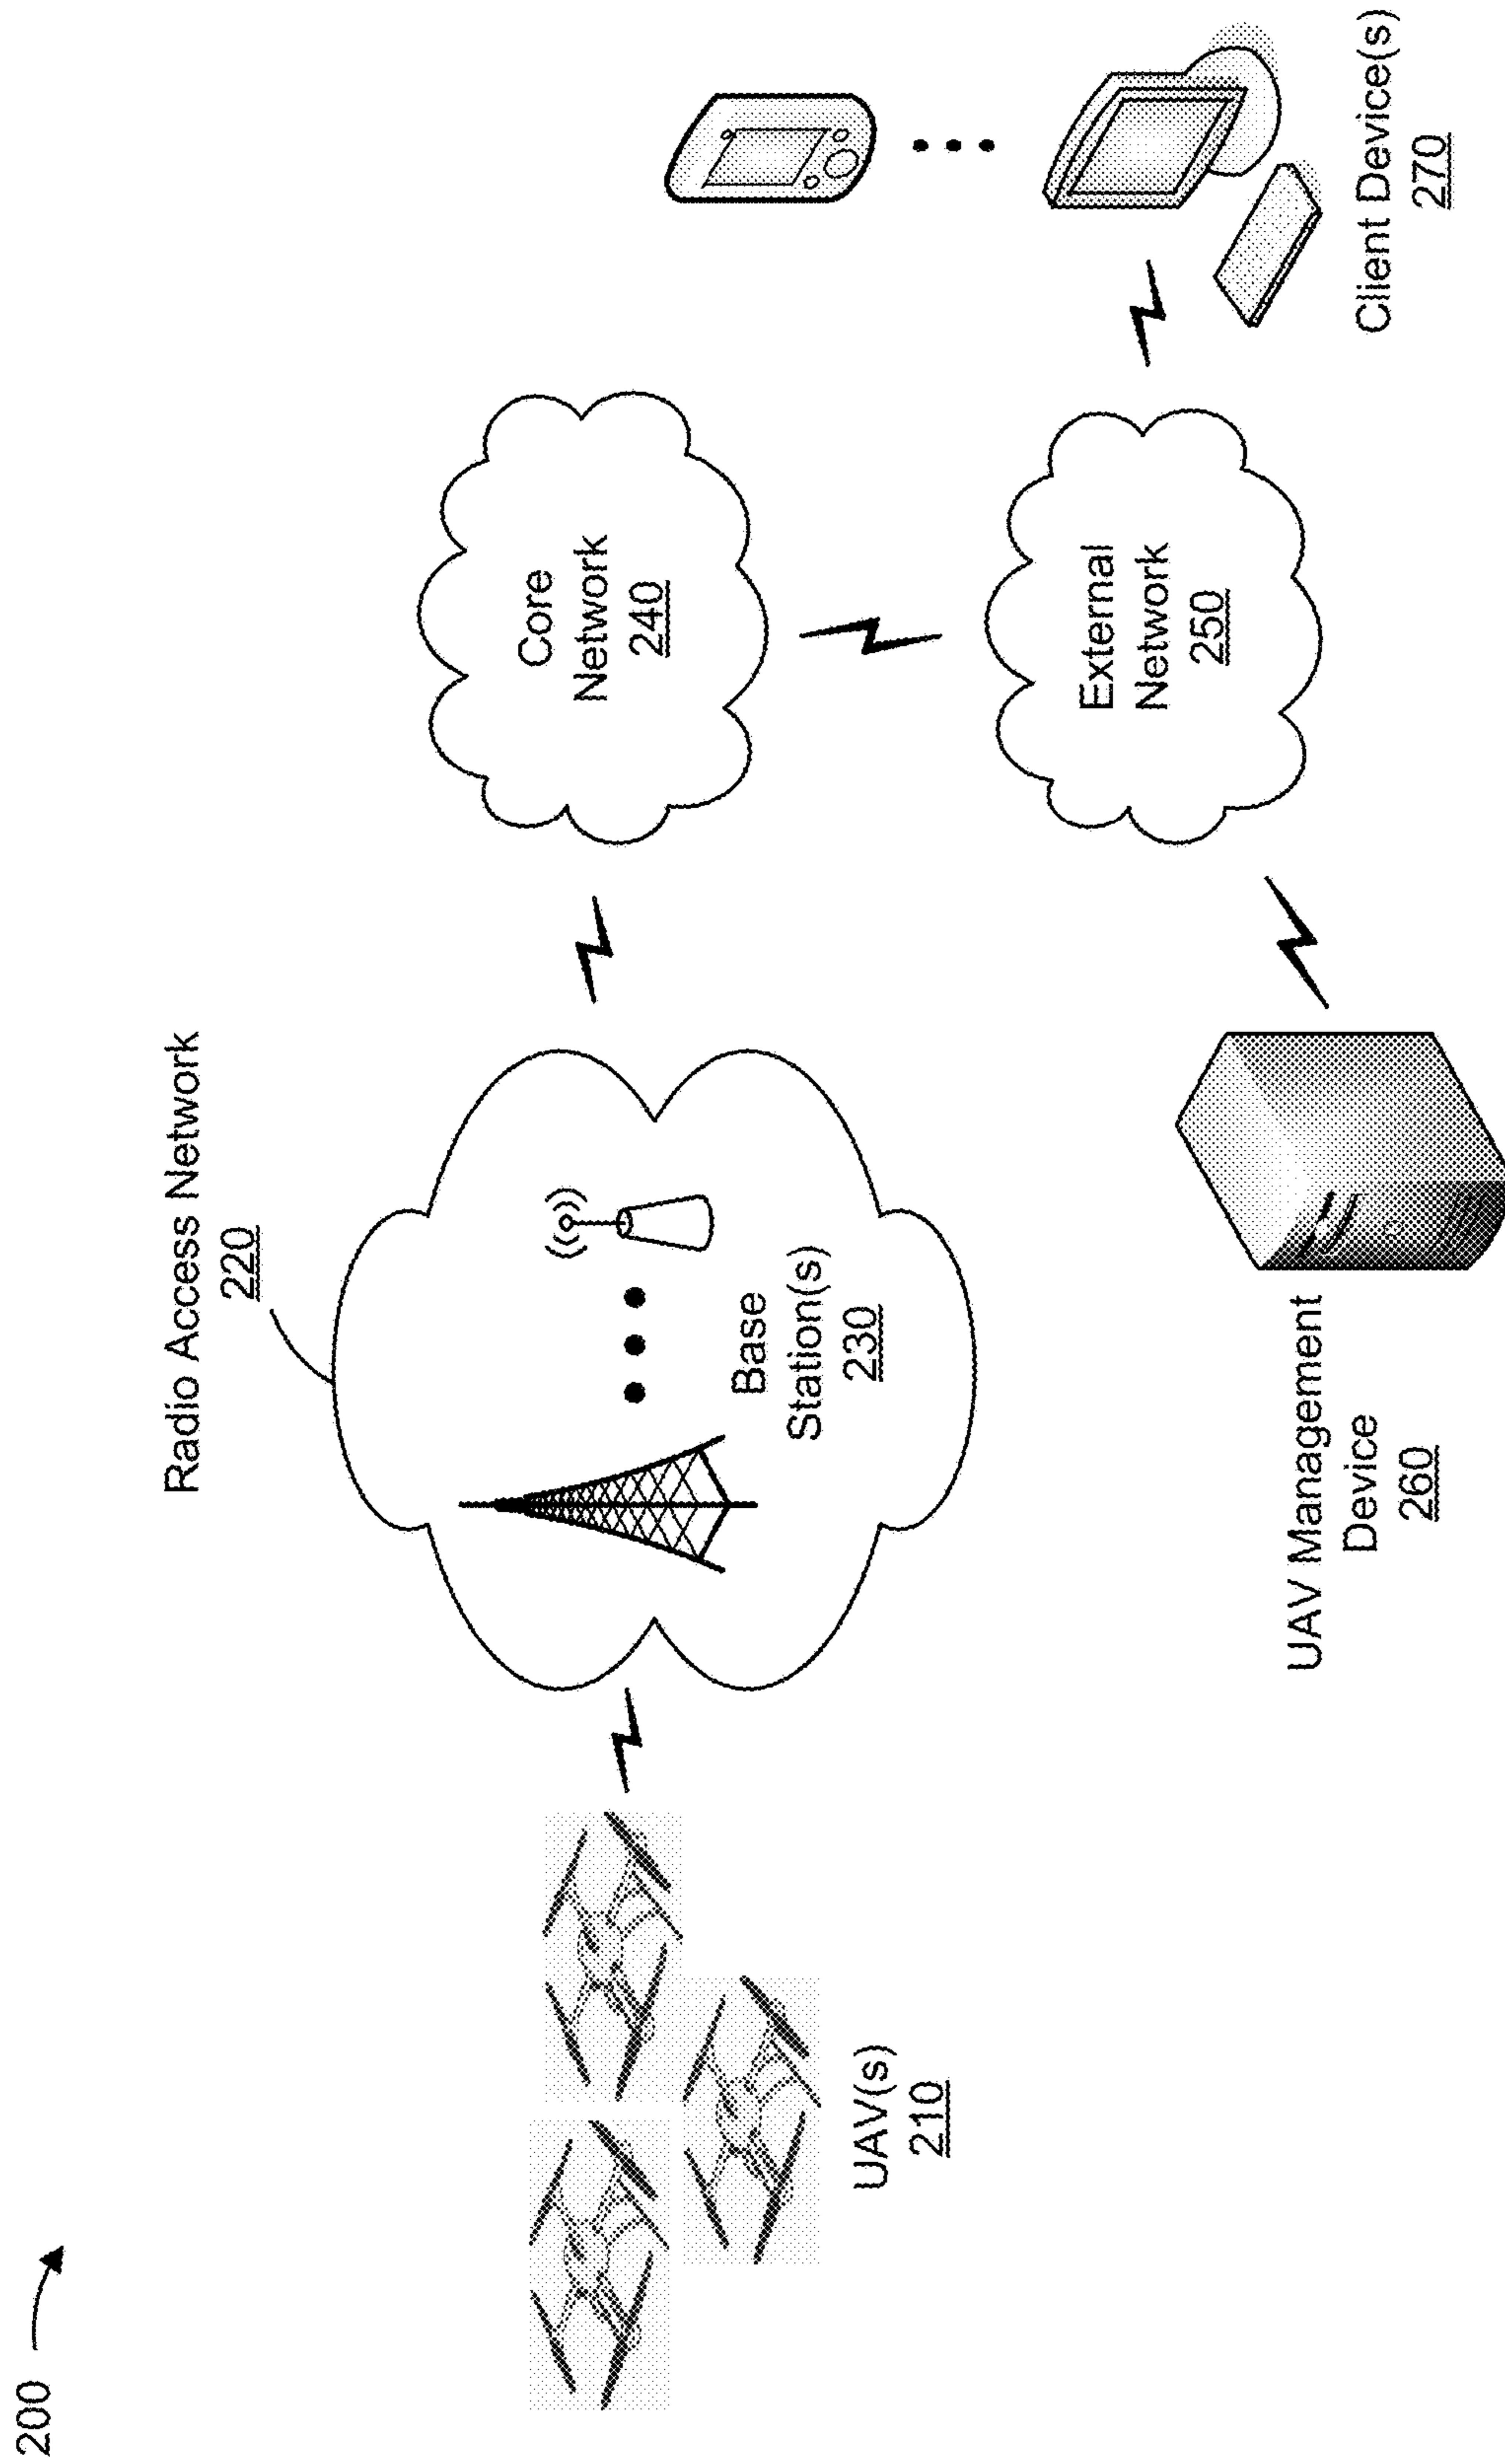 200
Radio Access Network
220
Core
Network
240
Base
Station(s)
230
UAV(s)
210
External
Network
250
UAV Management
Device
260
Client Device(s)
270